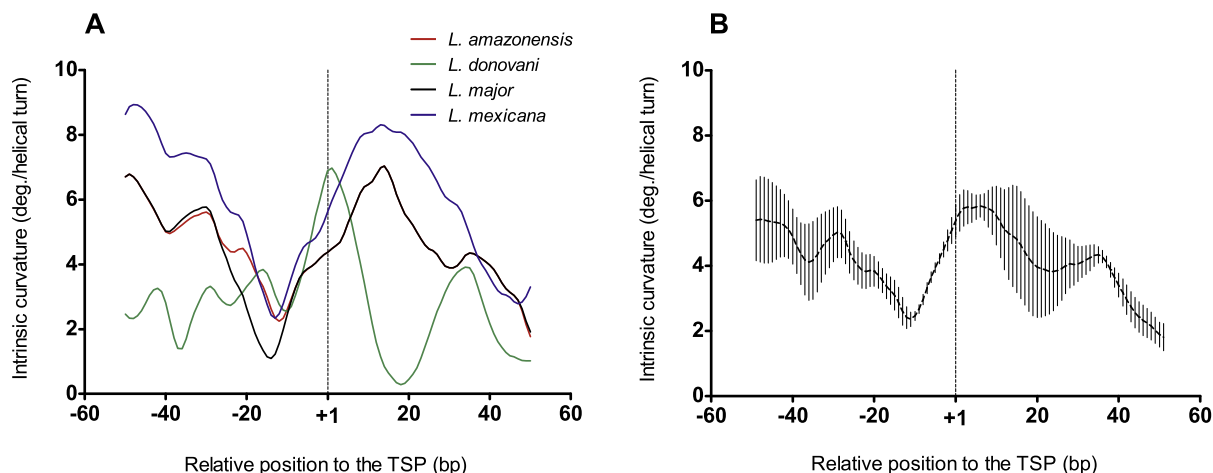 A
L. amazonensis
L. donovani
L. major
L. mexicana
Intrinsic curvature (deg./helical turn)
10
8
6
4
2
0
-60 -40 -20 +1 20 40 60
Relative position to the TSP (bp)
B
Intrinsic curvature (deg./helical turn)
10
8
6
4
2
0
-60 -40 -20 +1 20 40 60
Relative position to the TSP (bp)